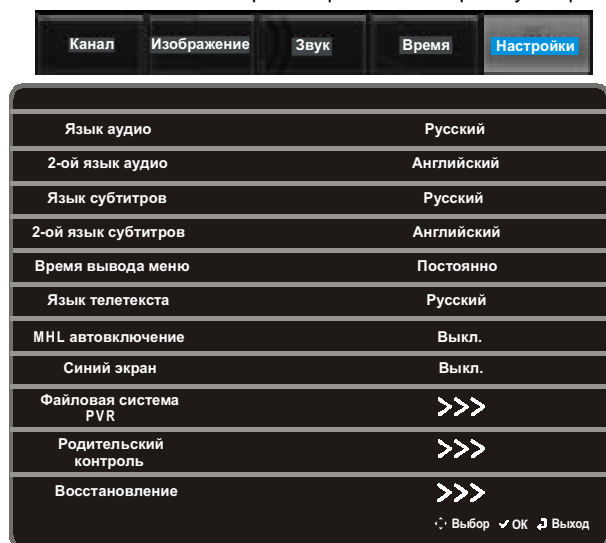 Канал Изображение Звук Время Настройки
Язык аудио Русский
2-ой язык аудио Английский
Язык субтитров Русский
2-ой язык субтитров Английский
Время вывода меню Постоянно
Язык телетекста Русский
MHL автовключение Выкл.
Синий экран Выкл.
Файловая система >>>
PVR
Родительский >>>
контроль
Восстановление >>>
Выбор OK Выход